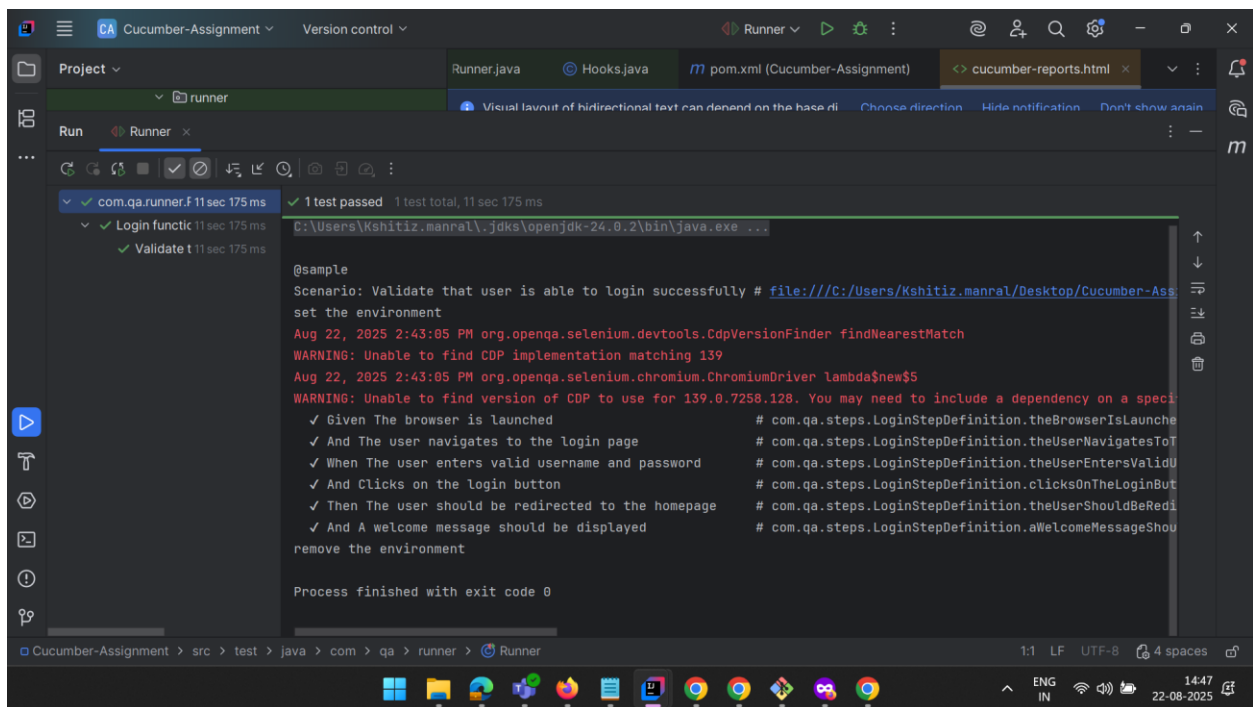 CA Cucumber-Assignment Version control Runner
Project Runner.java Hooks.java pom.xml (Cucumber-Assignment) cucumber-reports.html
runner
Visual layout of bidirectional text can depend on the base di Choose direction Hide notification Don't show again
Run Runner
com.qa.runner.F 11 sec 175 ms
Login functic 11 sec 175 ms
Validate t 11 sec 175 ms
✓ 1 test passed 1 test total, 11 sec 175 ms
C:\Users\Kshitiz.manral\.jdks\openjdk-24.0.2\bin\java.exe ...
@sample
Scenario: Validate that user is able to login successfully # file:///C:/Users/Kshitiz.manral/Desktop/Cucumber-Ass
set the environment
Aug 22, 2025 2:43:05 PM org.openqa.selenium.devtools.CdpVersionFinder findNearestMatch
WARNING: Unable to find CDP implementation matching 139
Aug 22, 2025 2:43:05 PM org.openqa.selenium.chromium.ChromiumDriver lambda$new$5
WARNING: Unable to find version of CDP to use for 139.0.7258.128. You may need to include a dependency on a speci
✓ Given The browser is launched # com.qa.steps.LoginStepDefinition.theBrowserIsLaunche
✓ And The user navigates to the login page # com.qa.steps.LoginStepDefinition.theUserNavigatesToT
✓ When The user enters valid username and password # com.qa.steps.LoginStepDefinition.theUserEntersValidU
✓ And Clicks on the login button # com.qa.steps.LoginStepDefinition.clicksOnTheLoginBut
✓ Then The user should be redirected to the homepage # com.qa.steps.LoginStepDefinition.theUserShouldBeRedi
✓ And A welcome message should be displayed # com.qa.steps.LoginStepDefinition.aWelcomeMessageShou
remove the environment
Process finished with exit code 0
Cucumber-Assignment > src > test > java > com > qa > runner > Runner 1:1 LF UTF-8 4 spaces
ENG 14:47
IN 22-08-2025